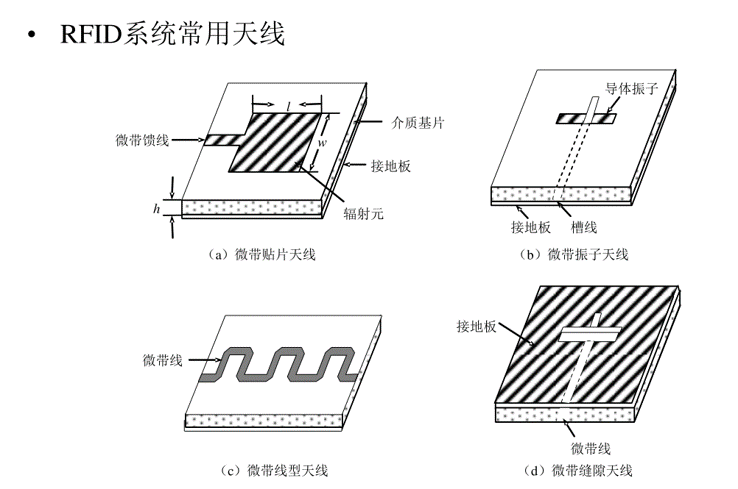 • RFID系统常用天线
l
w
h
微带馈线
介质基片
接地板
辐射元
(a) 微带贴片天线
导体振子
接地板
槽线
(b) 微带振子天线
微带线
(c) 微带线型天线
接地板
微带线
(d) 微带缝隙天线